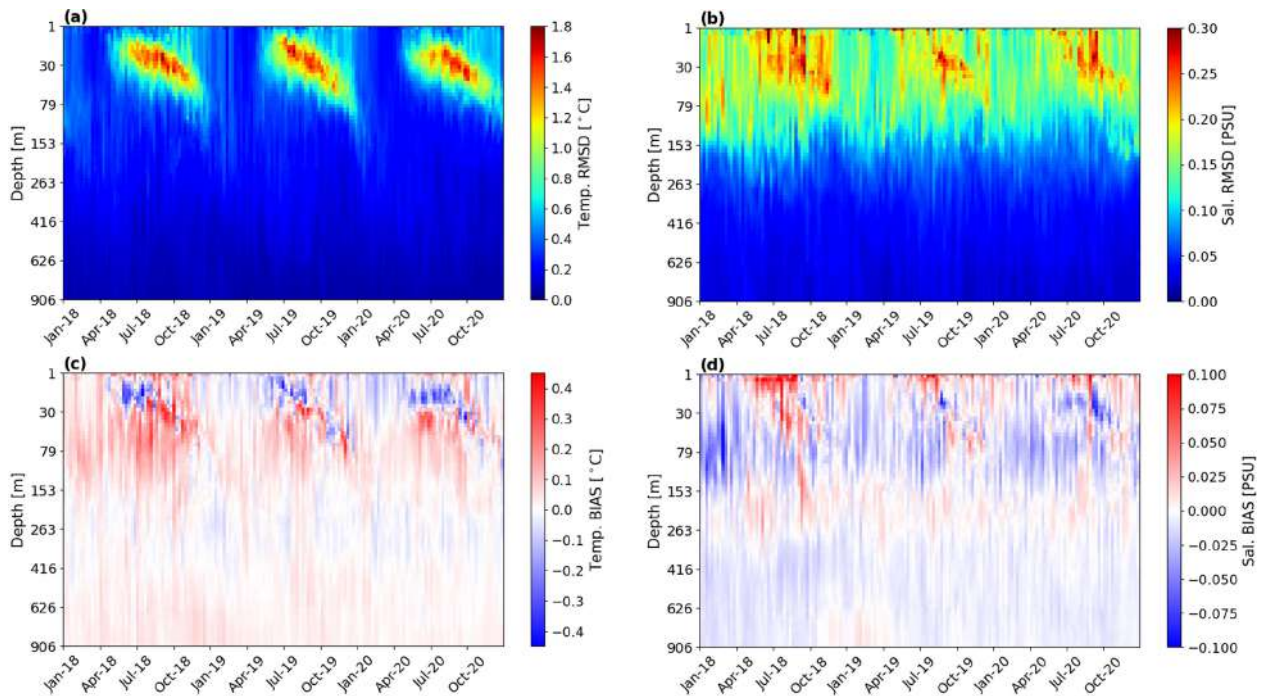 (a)
1
30
79
153
263
416
626
906
Depth [m]
Jan-18
Apr-18
Jul-18
Oct-18
Jan-19
Apr-19
Jul-19
Oct-19
Jan-20
Apr-20
Jul-20
Oct-20
1.8
1.6
1.4
1.2
1.0
0.8
0.6
0.4
0.2
0.0
Temp. RMSD [°C]
(b)
1
30
79
153
263
416
626
906
Depth [m]
Jan-18
Apr-18
Jul-18
Oct-18
Jan-19
Apr-19
Jul-19
Oct-19
Jan-20
Apr-20
Jul-20
Oct-20
0.30
0.25
0.20
0.15
0.10
0.05
0.00
Sal. RMSD [PSU]
(c)
1
30
79
153
263
416
626
906
Depth [m]
Jan-18
Apr-18
Jul-18
Oct-18
Jan-19
Apr-19
Jul-19
Oct-19
Jan-20
Apr-20
Jul-20
Oct-20
0.4
0.3
0.2
0.1
0.0
−0.1
−0.2
−0.3
−0.4
Temp. BIAS [°C]
(d)
1
30
79
153
263
416
626
906
Depth [m]
Jan-18
Apr-18
Jul-18
Oct-18
Jan-19
Apr-19
Jul-19
Oct-19
Jan-20
Apr-20
Jul-20
Oct-20
0.100
0.075
0.050
0.025
0.000
−0.025
−0.050
−0.075
−0.100
Sal. BIAS [PSU]